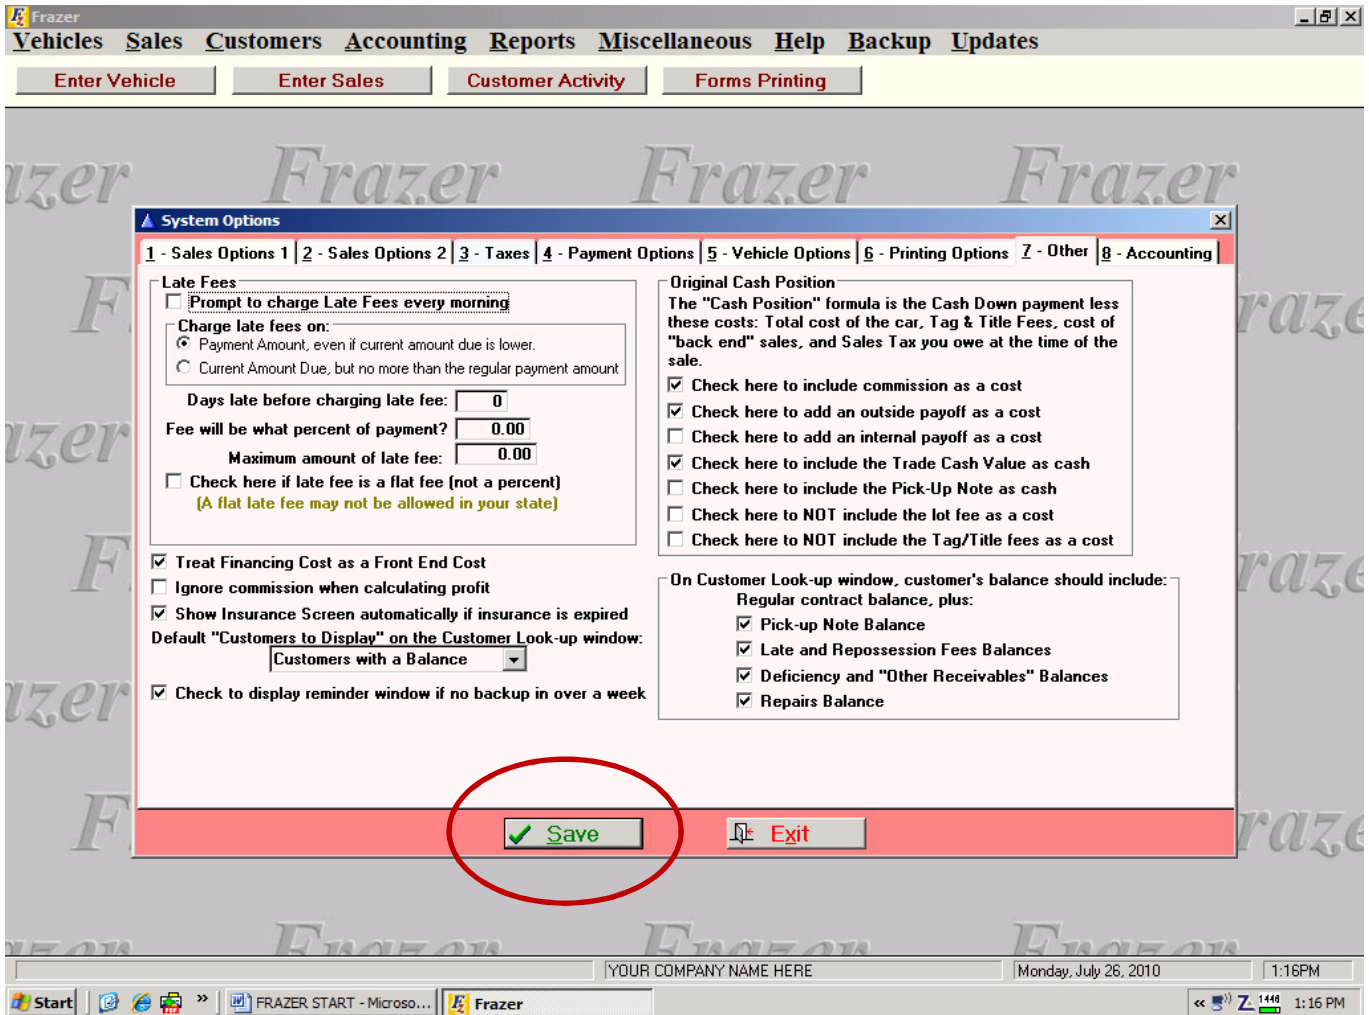 Frazer
Vehicles Sales Customers Accounting Reports Miscellaneous Help Backup Updates
Enter Vehicle Enter Sales Customer Activity Forms Printing
Frazer Frazer Frazer
System Options
1 - Sales Options 1 2 - Sales Options 2 3 - Taxes 4 - Payment Options 5 - Vehicle Options 6 - Printing Options 7 - Other 8 - Accounting
Late Fees
Prompt to charge Late Fees every morning
Charge late fees on:
Payment Amount, even if current amount due is lower.
Current Amount Due, but no more than the regular payment amount
Days late before charging late fee: 0
Fee will be what percent of payment? 0.00
Maximum amount of late fee: 0.00
Check here if late fee is a flat fee (not a percent)
(A flat late fee may not be allowed in your state)
Treat Financing Cost as a Front End Cost
Ignore commission when calculating profit
Show Insurance Screen automatically if insurance is expired
Default "Customers to Display" on the Customer Look-up window:
Customers with a Balance
Check to display reminder window if no backup in over a week
Original Cash Position
The "Cash Position" formula is the Cash Down payment less
these costs: Total cost of the car, Tag & Title Fees, cost of
"back end" sales, and Sales Tax you owe at the time of the
sale.
Check here to include commission as a cost
Check here to add an outside payoff as a cost
Check here to add an internal payoff as a cost
Check here to include the Trade Cash Value as cash
Check here to include the Pick-Up Note as cash
Check here to NOT include the lot fee as a cost
Check here to NOT include the Tag/Title fees as a cost
On Customer Look-up window, customer's balance should include:
Regular contract balance, plus:
Pick-up Note Balance
Late and Repossession Fees Balances
Deficiency and "Other Receivables" Balances
Repairs Balance
Save Exit
YOUR COMPANY NAME HERE Monday, July 26, 2010 1:16PM
Start » FRAZER START - Microso... Frazer « 1446 1:16 PM